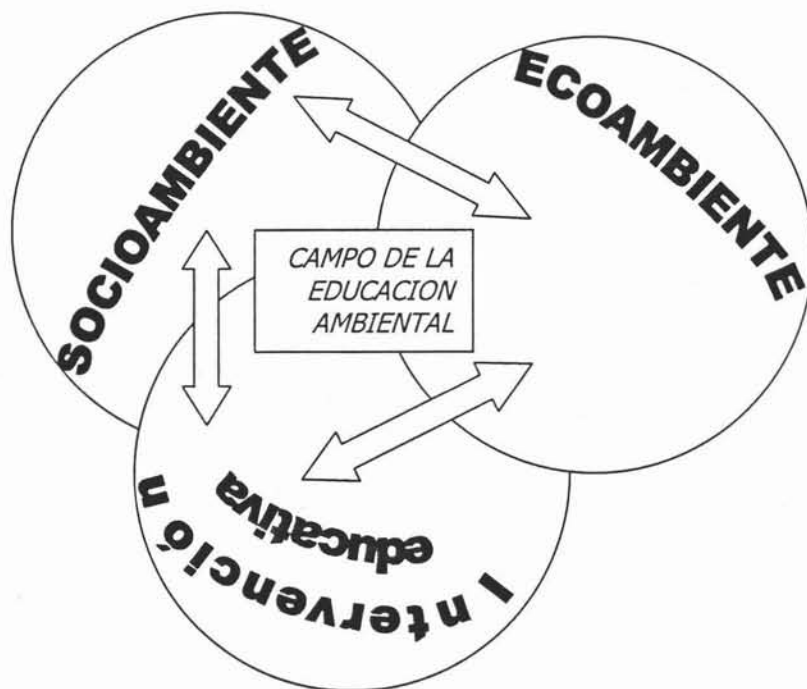 SOCIOAMBIENTE
ECOAMBIENTE
CAMPO DE LA
EDUCACION
AMBIENTAL
Intervención
educativa